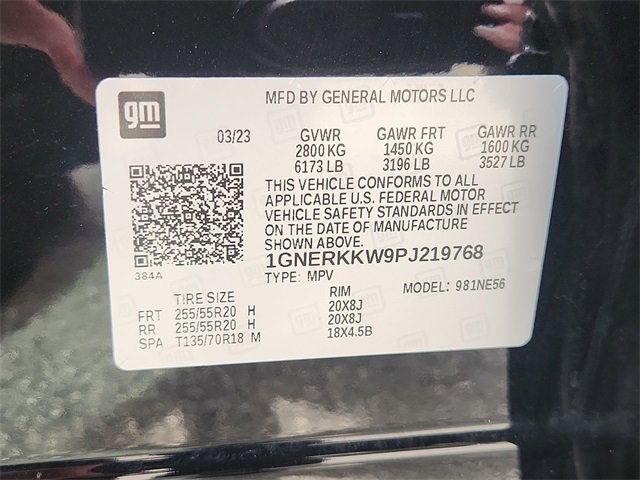 gm
MFD BY GENERAL MOTORS LLC
03/23
GVWR GAWR FRT GAWR RR
2800 KG 1450 KG 1600 KG
6173 LB 3196 LB 3527 LB
THIS VEHICLE CONFORMS TO ALL
APPLICABLE U.S. FEDERAL MOTOR
VEHICLE SAFETY STANDARDS IN EFFECT
ON THE DATE OF MANUFACTURE
SHOWN ABOVE.
384A
1GNERKKW9PJ219768
TYPE: MPV MODEL: 981NE56
TIRE SIZE RIM
FRT 255/55R20 H 20X8J
RR 255/55R20 H 20X8J
SPA T135/70R18 M 18X4.5B